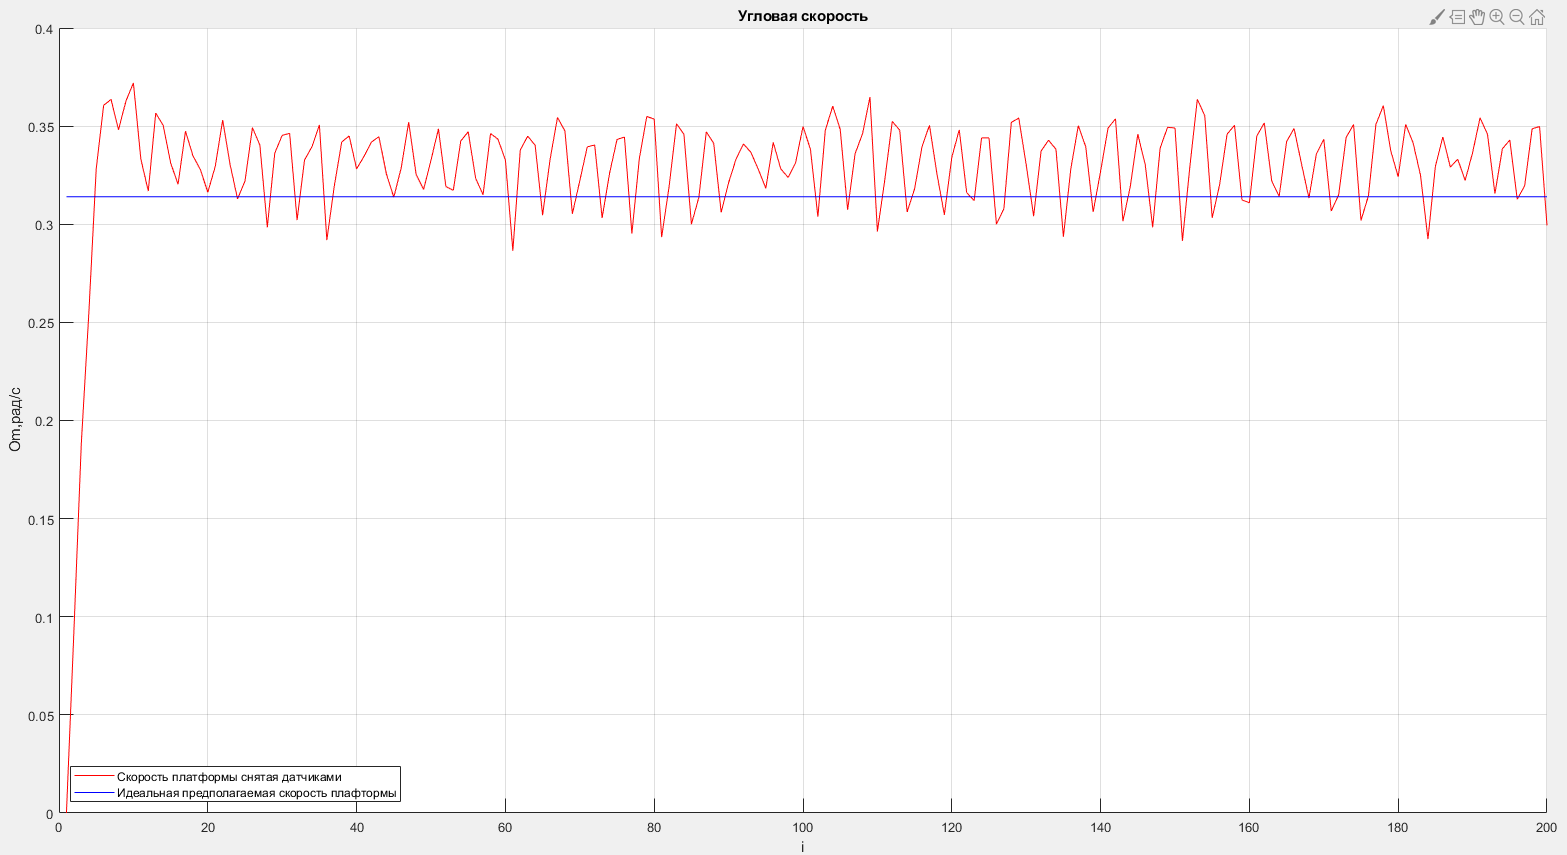 Угловая скорость
0.4
0.35
0.3
0.25
0.2
0.15
0.1
0.05
0
Om,рад/с
Скорость платформы снятая датчиками
Идеальная предполагаемая скорость плафтормы
0 20 40 60 80 100 120 140 160 180 200
i